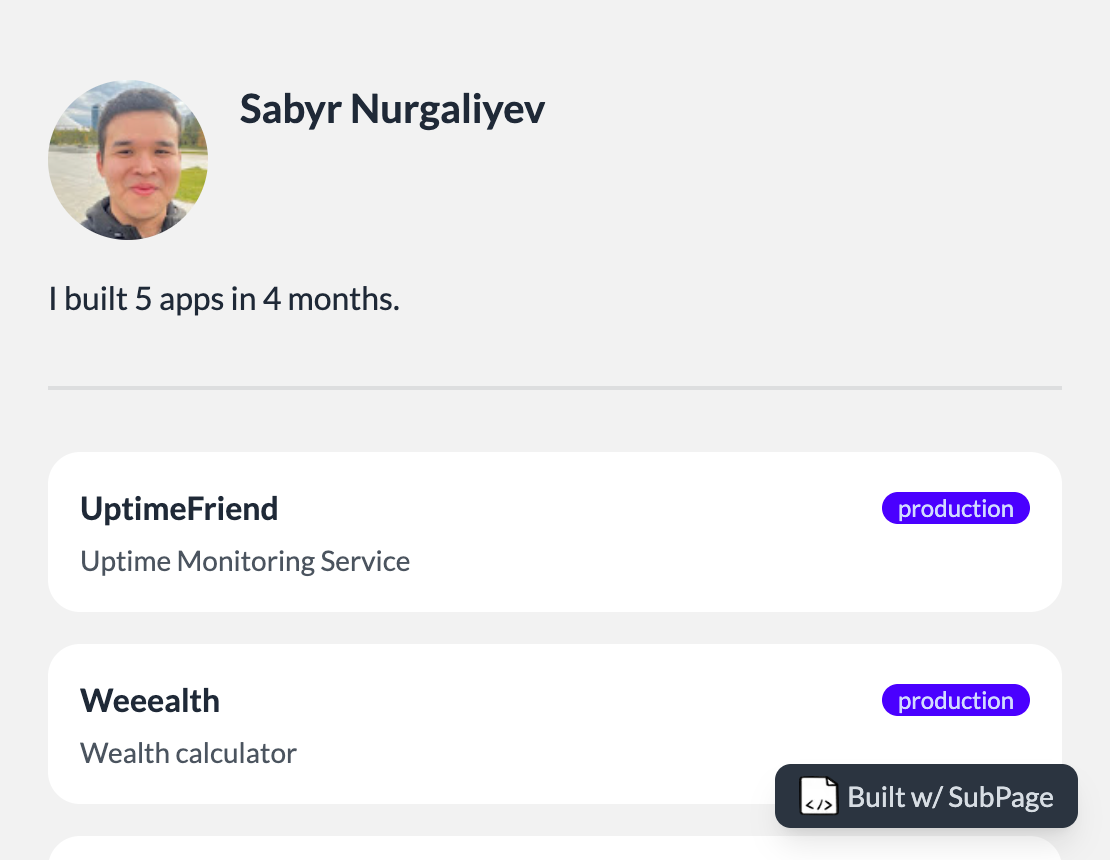 Sabyr Nurgaliyev
I built 5 apps in 4 months.
UptimeFriend
production
Uptime Monitoring Service
Weeealth
production
Wealth calculator
</> Built w/ SubPage